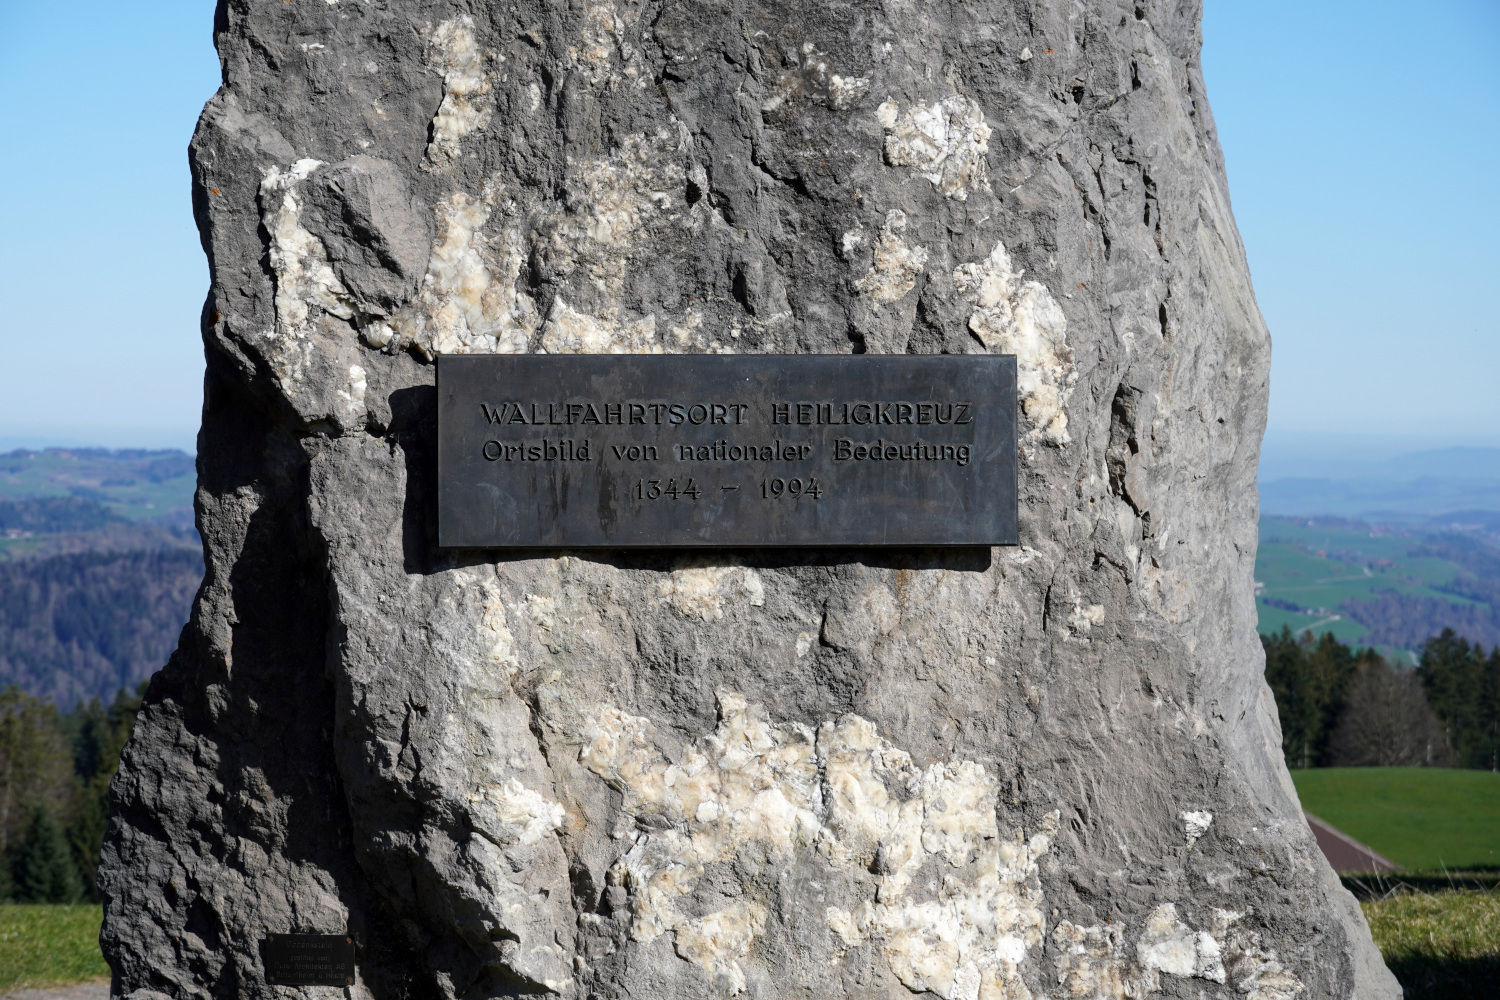 WALLFAHRTSORT HEILIGKREUZ
Ortsbild von nationaler Bedeutung
1344 – 1994